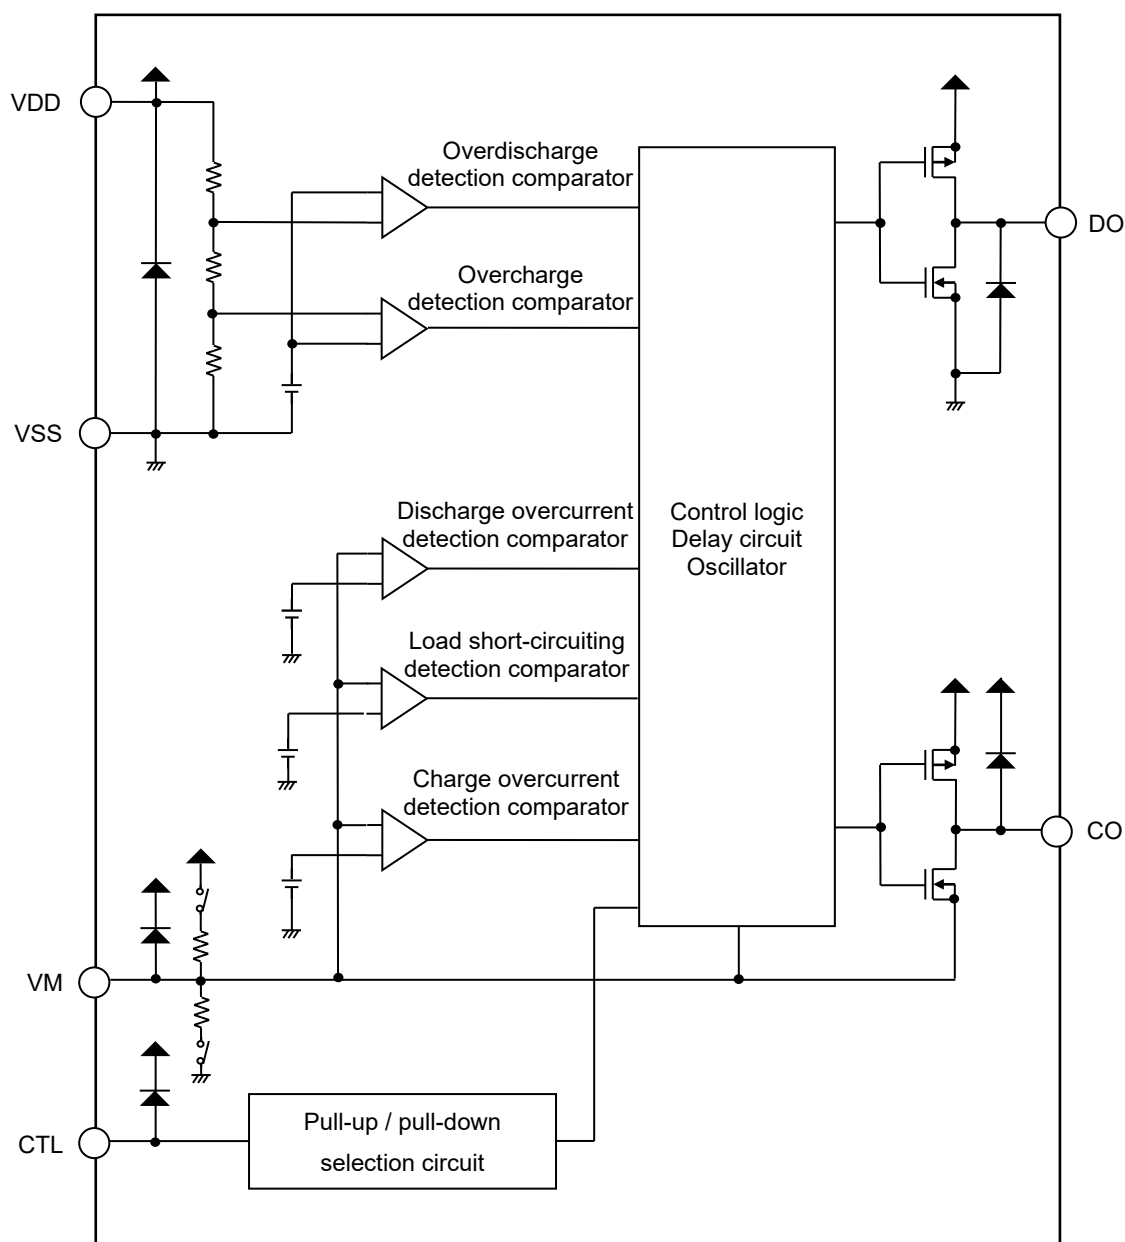 VDD
Overdischarge
detection comparator
DO
Overcharge
detection comparator
VSS
Discharge overcurrent
detection comparator
Control logic
Delay circuit
Oscillator
Load short-circuiting
detection comparator
Charge overcurrent
detection comparator
CO
VM
CTL
Pull-up / pull-down
selection circuit